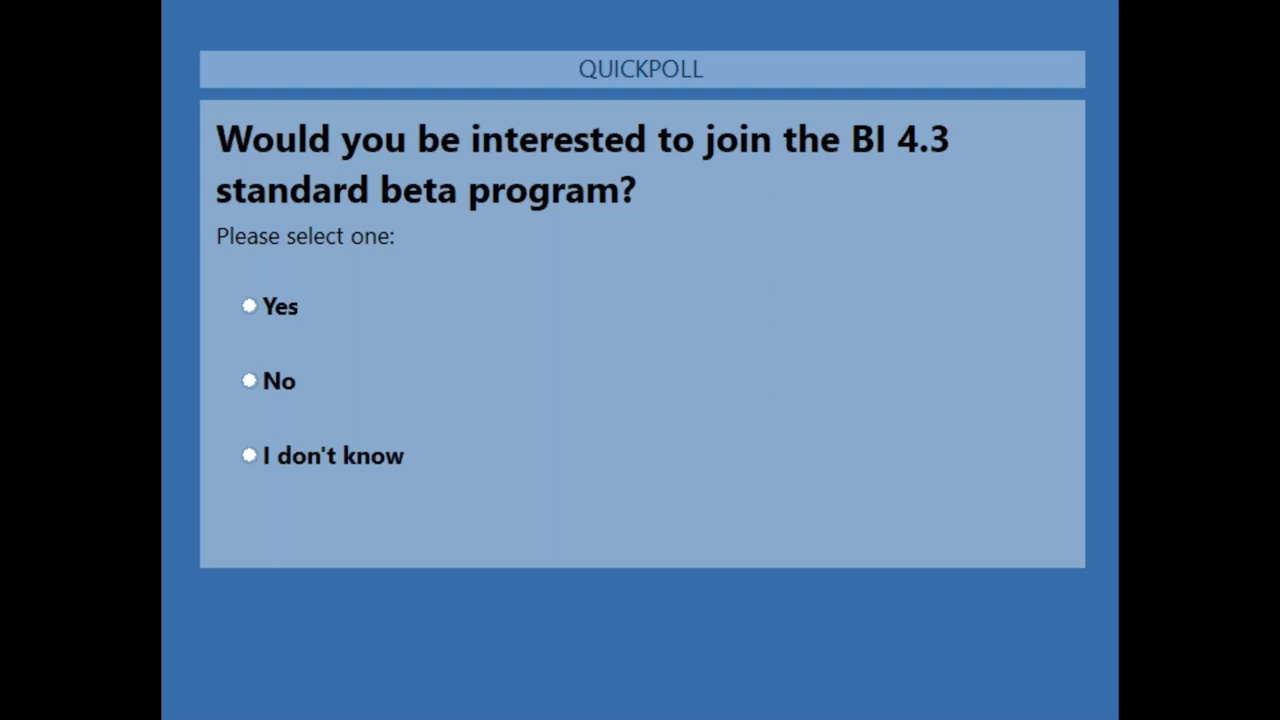 QUICKPOLL
Would you be interested to join the BI 4.3
standard beta program?
Please select one:
Yes
No
I don't know